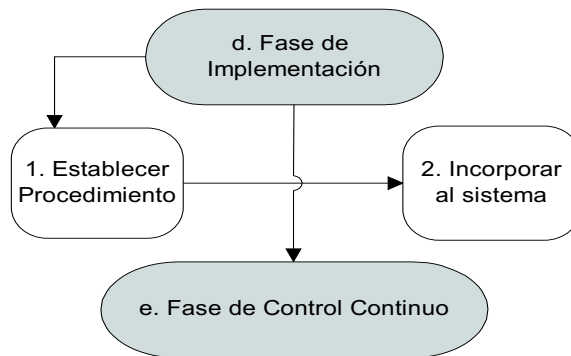 d. Fase de
Implementación
1. Establecer
Procedimiento
2. Incorporar
al sistema
e. Fase de Control Continuo